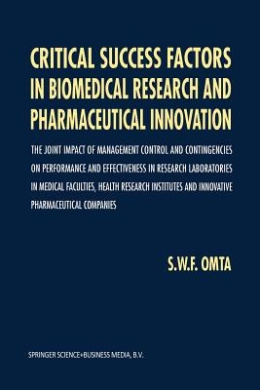 CRITICAL SUCCESS FACTORS
IN BIOMEDICAL RESEARCH AND
PHARMACEUTICAL INNOVATION
THE JOINT IMPACT OF MANAGEMENT CONTROL AND CONTINGENCIES
ON PERFORMANCE AND EFFECTIVENESS IN RESEARCH LABORATORIES
IN MEDICAL FACULTIES, HEALTH RESEARCH INSTITUTES AND INNOVATIVE
PHARMACEUTICAL COMPANIES
S.W.F. OMTA
SPRINGER SCIENCE+BUSINESS MEDIA, B.V.